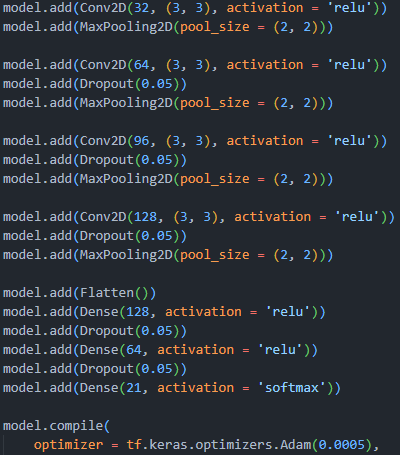 model.add(Conv2D(32, (3, 3), activation = 'relu'))
model.add(MaxPooling2D(pool_size = (2, 2)))
model.add(Conv2D(64, (3, 3), activation = 'relu'))
model.add(Dropout(0.05))
model.add(MaxPooling2D(pool_size = (2, 2)))
model.add(Conv2D(96, (3, 3), activation = 'relu'))
model.add(Dropout(0.05))
model.add(MaxPooling2D(pool_size = (2, 2)))
model.add(Conv2D(128, (3, 3), activation = 'relu'))
model.add(Dropout(0.05))
model.add(MaxPooling2D(pool_size = (2, 2)))
model.add(Flatten())
model.add(Dense(128, activation = 'relu'))
model.add(Dropout(0.05))
model.add(Dense(64, activation = 'relu'))
model.add(Dropout(0.05))
model.add(Dense(21, activation = 'softmax'))
model.compile(
    optimizer = tf.keras.optimizers.Adam(0.0005),